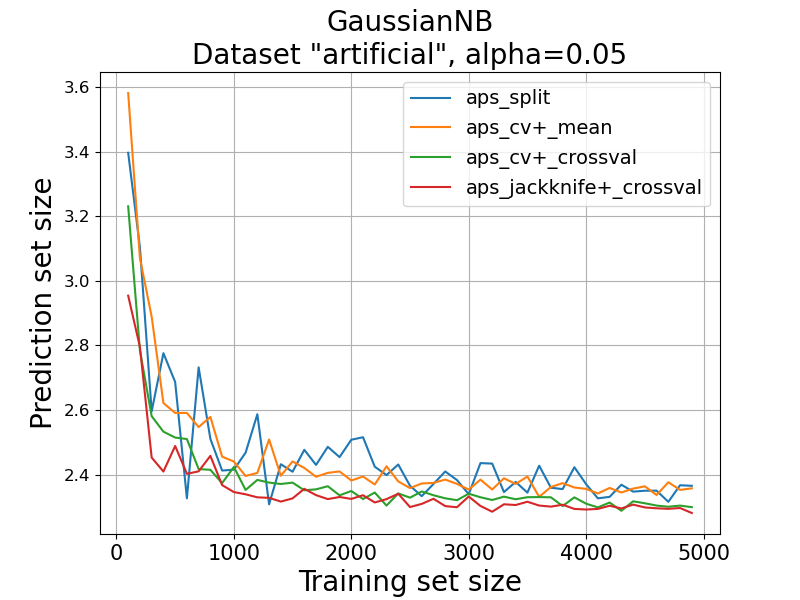 GaussianNB
Dataset "artificial", alpha=0.05
aps_split
aps_cv+_mean
aps_cv+_crossval
aps_jackknife+_crossval
Prediction set size
3.6
3.4
3.2
3.0
2.8
2.6
2.4
0 1000 2000 3000 4000 5000
Training set size